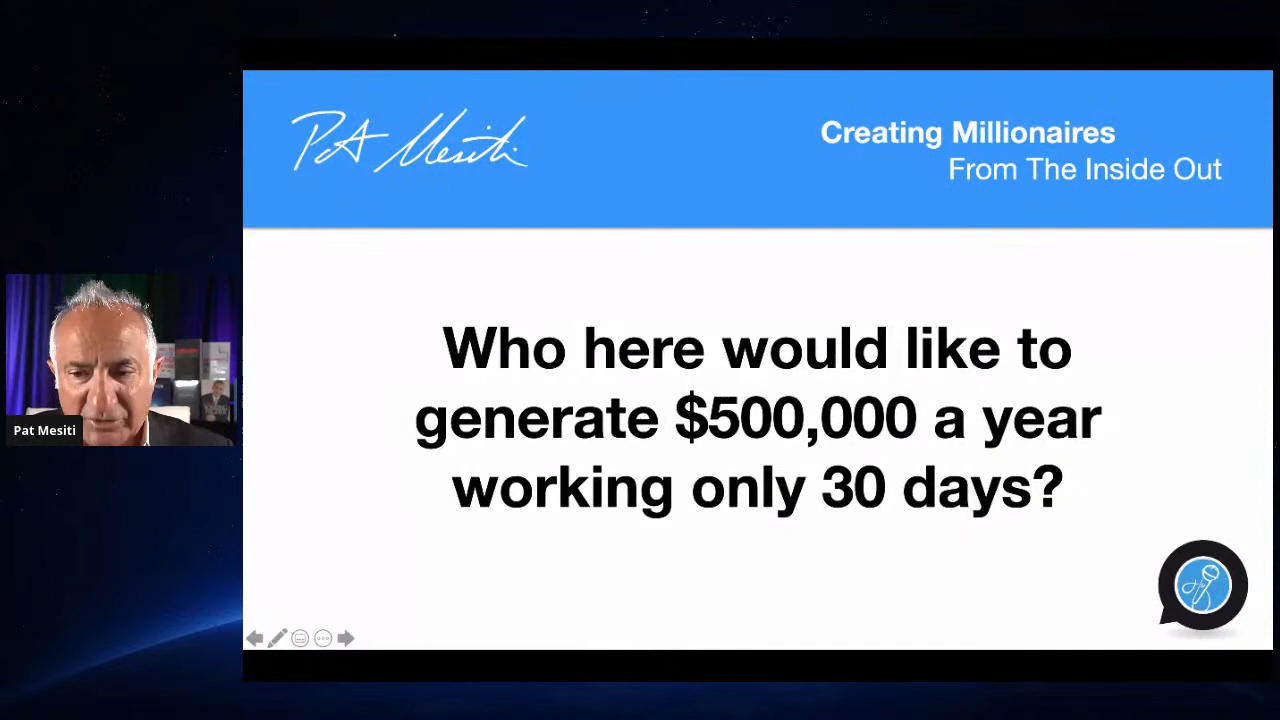 Pat Mesiti
Creating Millionaires
From The Inside Out
Who here would like to
generate $500,000 a year
working only 30 days?
Pat Mesiti